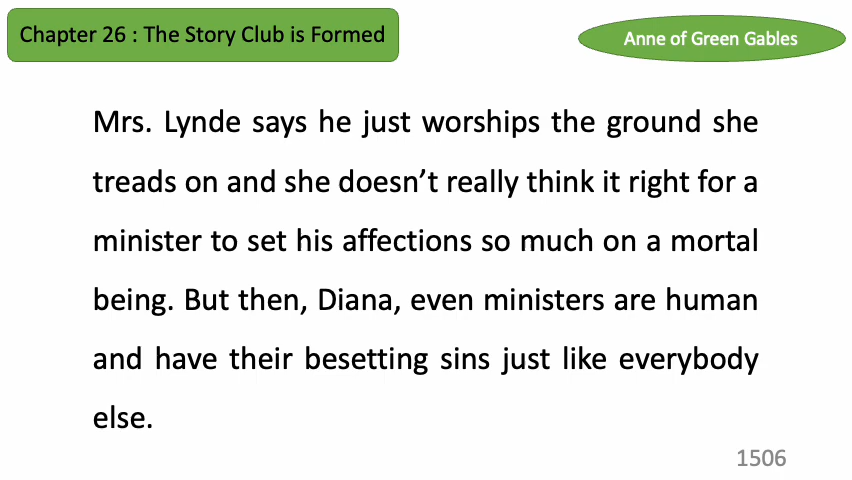 Chapter 26 : The Story Club is Formed
Anne of Green Gables
Mrs. Lynde says he just worships the ground she
treads on and she doesn’t really think it right for a
minister to set his affections so much on a mortal
being. But then, Diana, even ministers are human
and have their besetting sins just like everybody
else.
1506